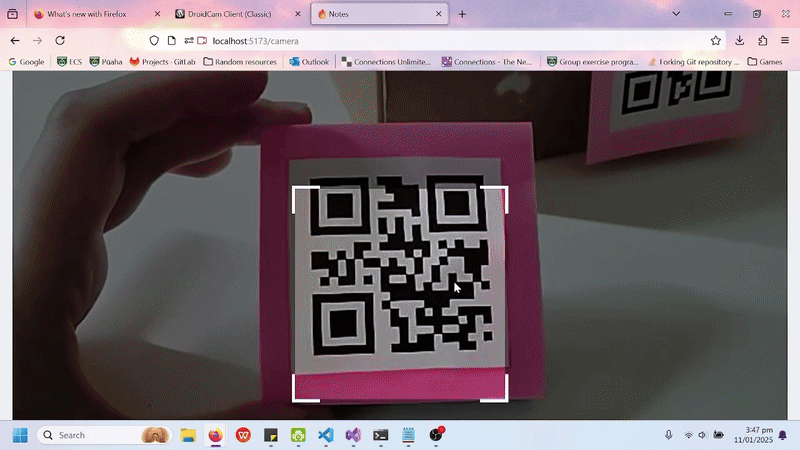 What's new with Firefox
DroidCam Client (Classic)
Notes
localhost:5173/camera
Google
ECS
Pūaha
Projects · GitLab
Random resources
Outlook
Connections Unlimite...
Connections - The Ne...
Group exercise progra...
Forking Git repository ...
Games
Search
3:47 pm
11/01/2025